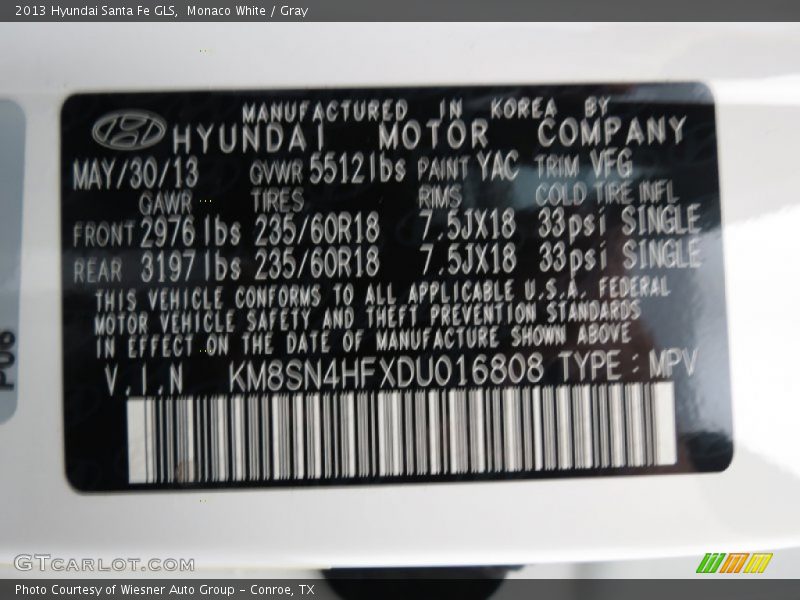 2013 Hyundai Santa Fe GLS, Monaco White / Gray
MANUFACTURED IN KOREA BY
HYUNDAI MOTOR COMPANY
MAY/30/13 GVWR 5512lbs PAINT YAC TRIM VFG
GAWR TIRES RIMS COLD TIRE INFL
FRONT 2976 lbs 235/60R18 7.5JX18 33psi SINGLE
REAR 3197 lbs 235/60R18 7.5JX18 33psi SINGLE
THIS VEHICLE CONFORMS TO ALL APPLICABLE U.S.A. FEDERAL
MOTOR VEHICLE SAFETY AND THEFT PREVENTION STANDARDS
IN EFFECT ON THE DATE OF MANUFACTURE SHOWN ABOVE
V.I.N KM8SN4HFXDU016808 TYPE : MPV
P06
GTcarlot.com
Photo Courtesy of Wiesner Auto Group - Conroe, TX